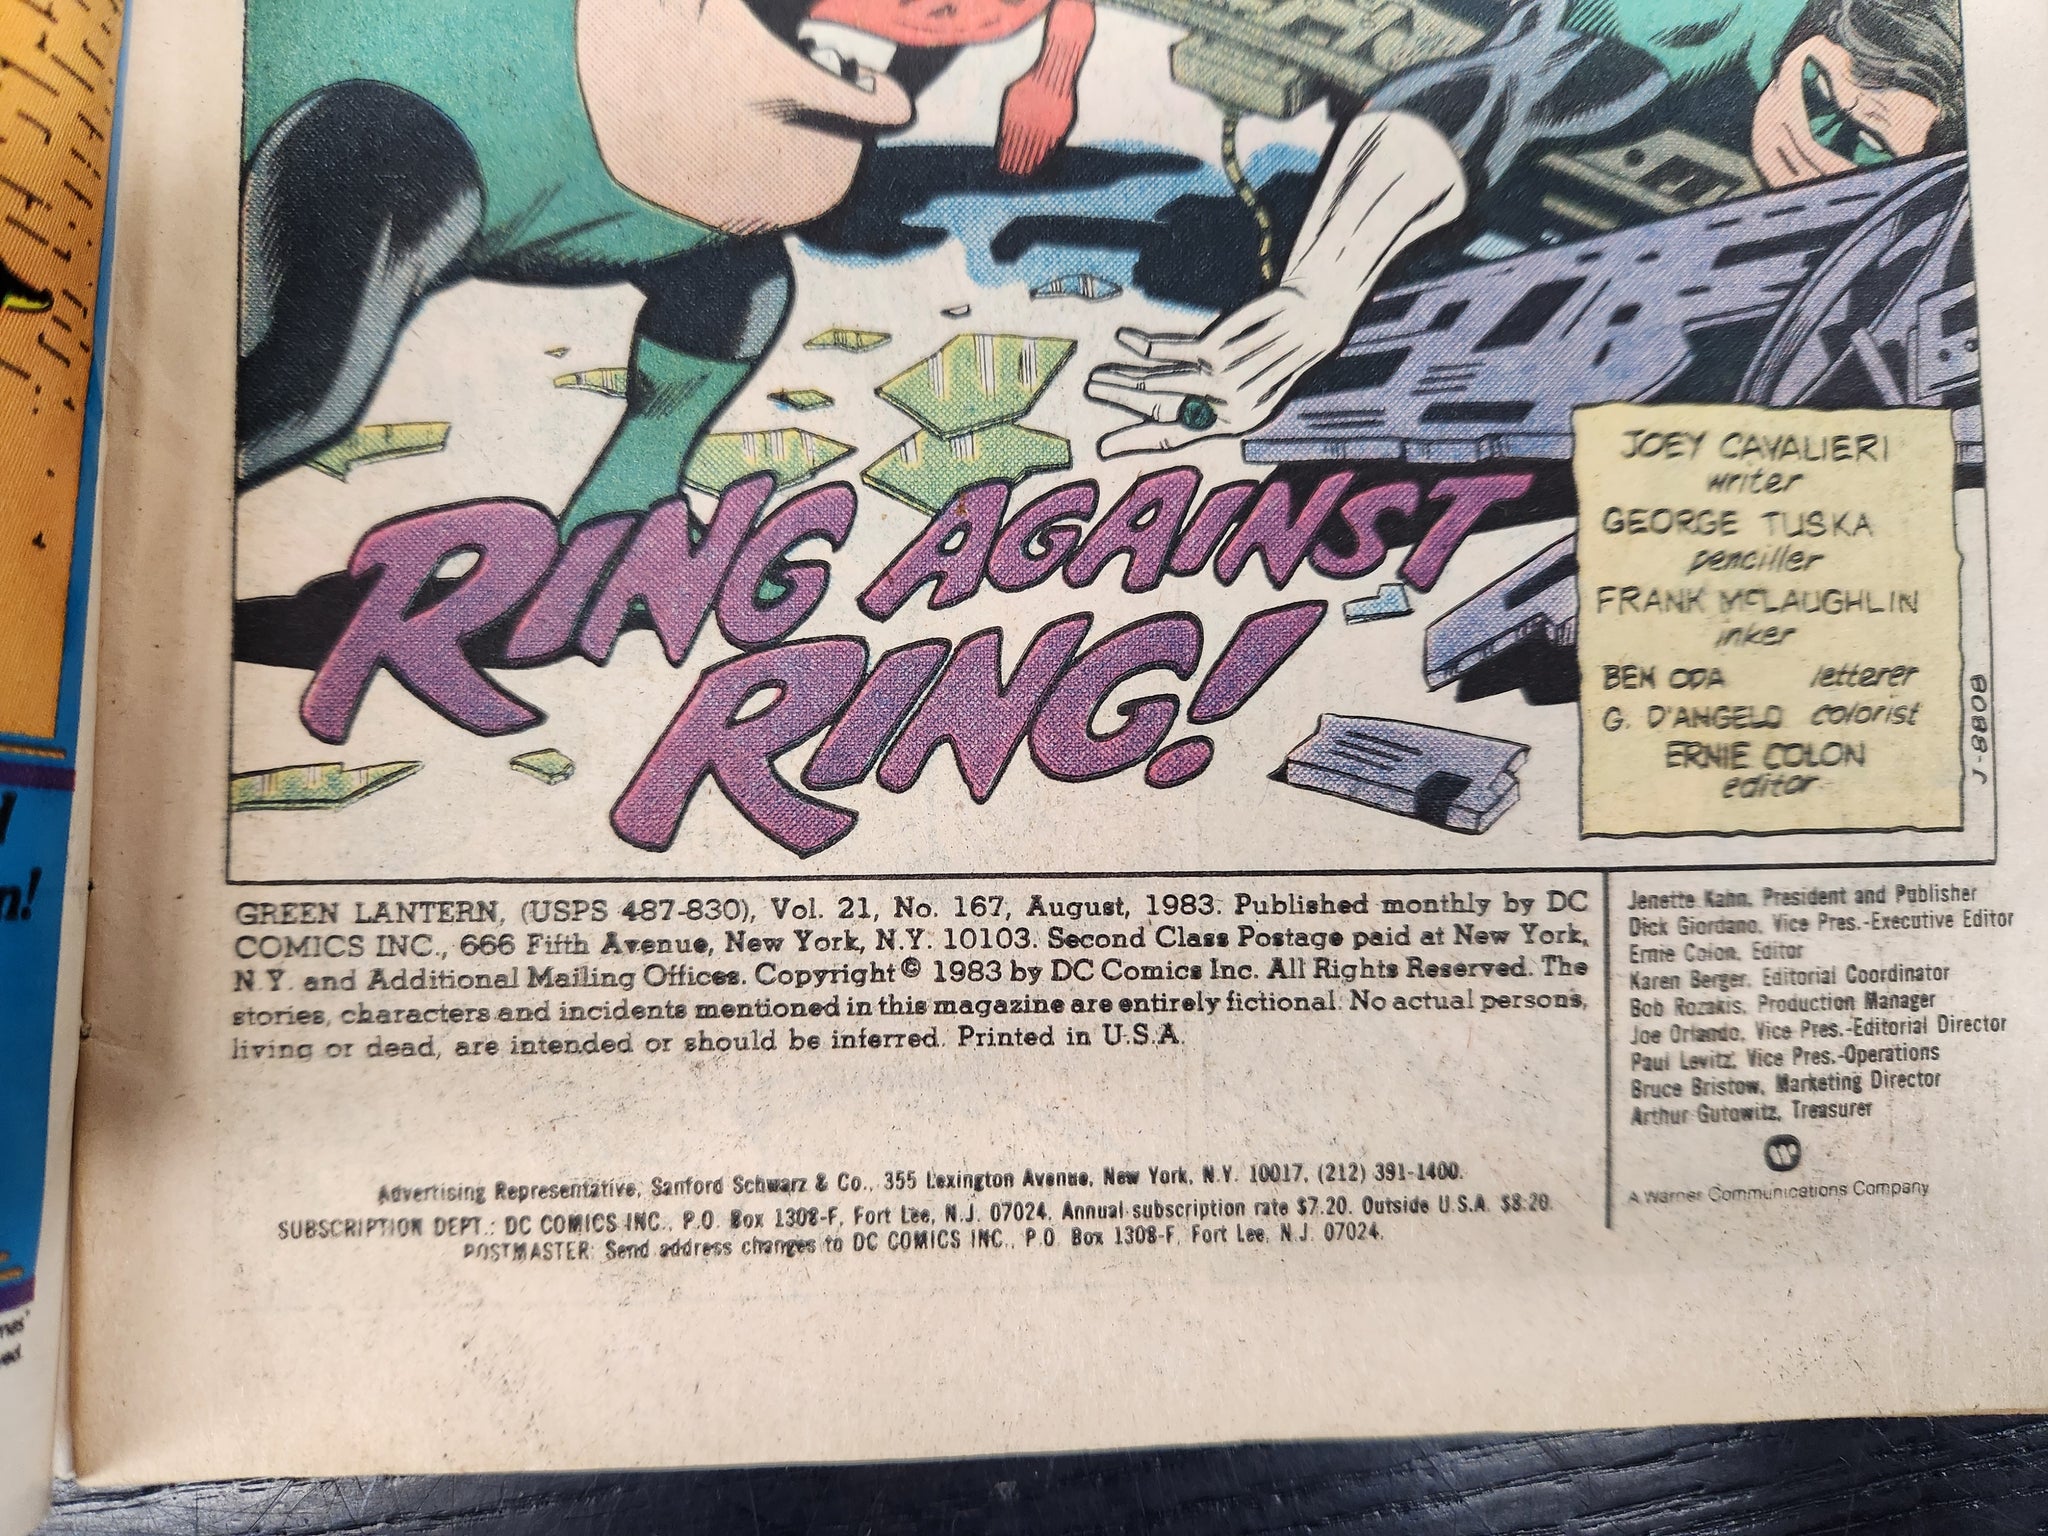 RING AGAINST
RING!
JOEY CAVALIERI
writer
GEORGE TUSKA
penciller
FRANK McLAUGHLIN
inker
BEN ODA letterer
G. D'ANGELO colorist
ERNIE COLON
editor
J-8808
GREEN LANTERN, (USPS 487-830), Vol. 21, No. 167, August, 1983. Published monthly by DC
COMICS INC., 666 Fifth Avenue, New York, N.Y. 10103. Second Class Postage paid at New York,
N.Y. and Additional Mailing Offices. Copyright © 1983 by DC Comics Inc. All Rights Reserved. The
stories, characters and incidents mentioned in this magazine are entirely fictional. No actual persons,
living or dead, are intended or should be inferred. Printed in U.S.A.
Jenette Kahn, President and Publisher
Dick Giordano, Vice Pres.-Executive Editor
Ernie Colon, Editor
Karen Berger, Editorial Coordinator
Bob Rozakis, Production Manager
Joe Orlando, Vice Pres.-Editorial Director
Paul Levitz, Vice Pres.-Operations
Bruce Bristow, Marketing Director
Arthur Gutowitz, Treasurer
A Warner Communications Company
Advertising Representative, Sanford Schwarz & Co., 355 Lexington Avenue, New York, N.Y. 10017, (212) 391-1400.
SUBSCRIPTION DEPT.: DC COMICS INC., P.O. Box 1308-F, Fort Lee, N.J. 07024. Annual subscription rate $7.20. Outside U.S.A. $8.20.
POSTMASTER: Send address changes to DC COMICS INC., P.O. Box 1308-F, Fort Lee, N.J. 07024.